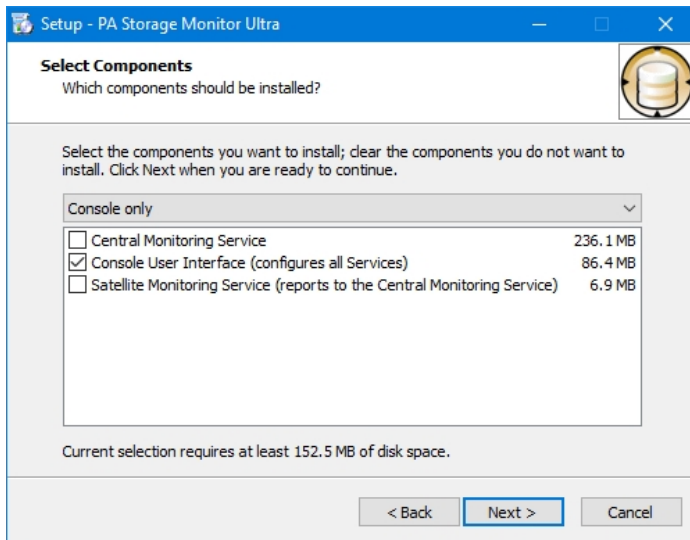 Setup - PA Storage Monitor Ultra
Select Components
Which components should be installed?
Select the components you want to install; clear the components you do not want to
install. Click Next when you are ready to continue.
Console only
Central Monitoring Service 236.1 MB
Console User Interface (configures all Services) 86.4 MB
Satellite Monitoring Service (reports to the Central Monitoring Service) 6.9 MB
Current selection requires at least 152.5 MB of disk space.
< Back Next > Cancel